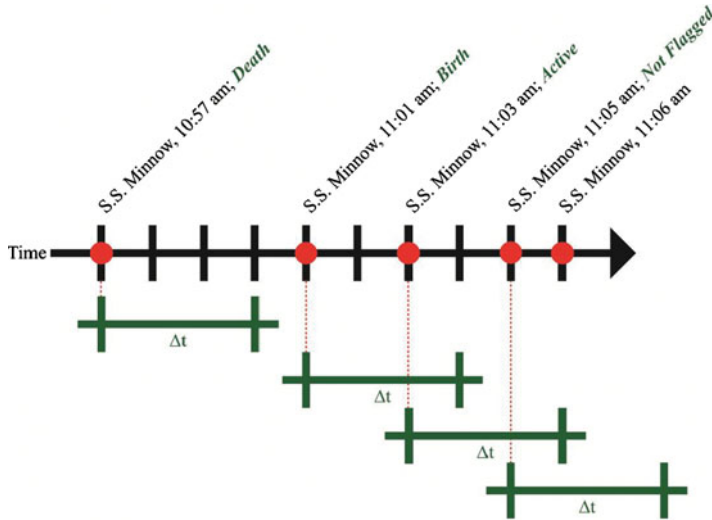 S.S. Minnow, 10:57 am; Death
S.S. Minnow, 11:01 am; Birth
S.S. Minnow, 11:03 am; Active
S.S. Minnow, 11:05 am; Not Flagged
S.S. Minnow, 11:06 am
Time
Δt
Δt
Δt
Δt